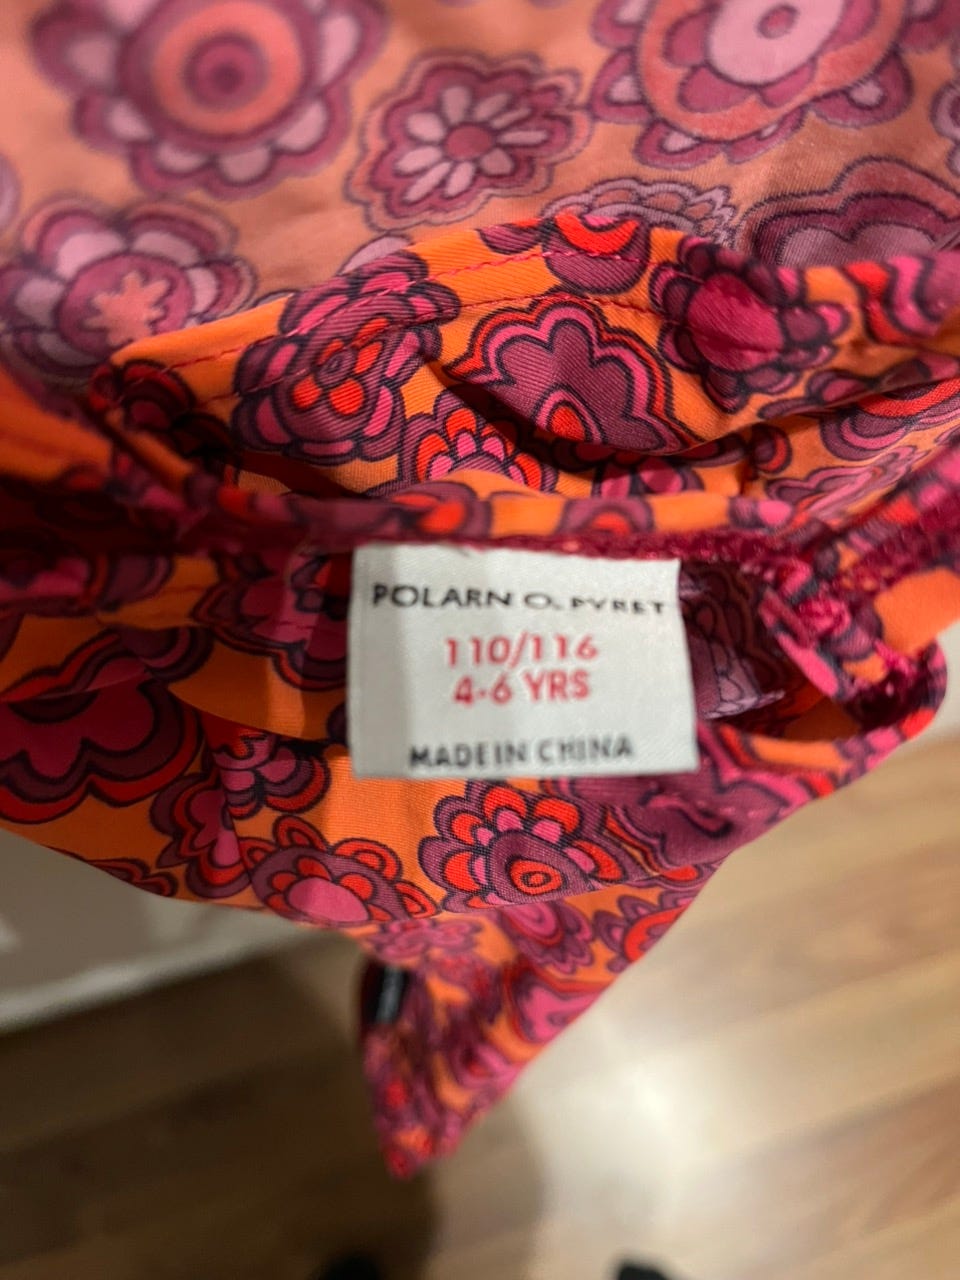 POLARN O. PYRET
110/116
4-6 YRS
MADE IN CHINA